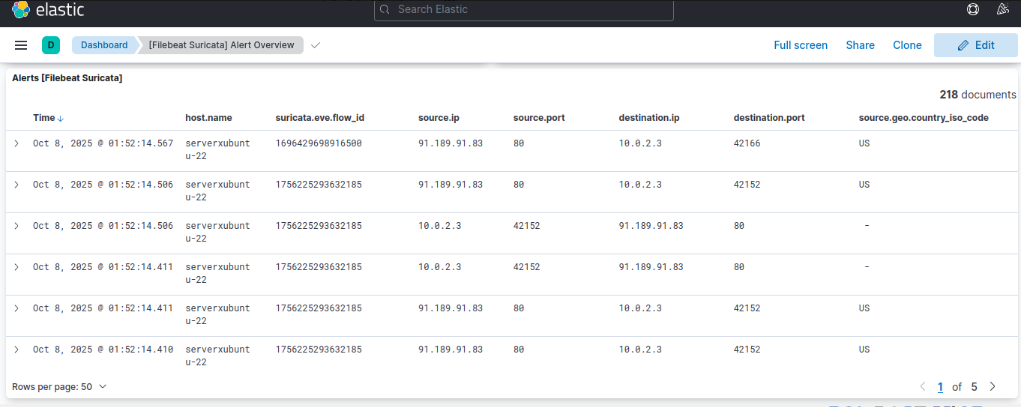 elastic
Search Elastic
D
Dashboard
[Filebeat Suricata] Alert Overview
Full screen
Share
Clone
Edit
Alerts [Filebeat Suricata]
218 documents
Time ↓ host.name suricata.eve.flow_id source.ip source.port destination.ip destination.port source.geo.country_iso_code
Oct 8, 2025 @ 01:52:14.567 serverxubunt 1696429698916500 91.189.91.83 80 10.0.2.3 42166 US
u-22
Oct 8, 2025 @ 01:52:14.506 serverxubunt 1756225293632185 91.189.91.83 80 10.0.2.3 42152 US
u-22
Oct 8, 2025 @ 01:52:14.506 serverxubunt 1756225293632185 10.0.2.3 42152 91.189.91.83 80 -
u-22
Oct 8, 2025 @ 01:52:14.411 serverxubunt 1756225293632185 10.0.2.3 42152 91.189.91.83 80 -
u-22
Oct 8, 2025 @ 01:52:14.411 serverxubunt 1756225293632185 91.189.91.83 80 10.0.2.3 42152 US
u-22
Oct 8, 2025 @ 01:52:14.410 serverxubunt 1756225293632185 91.189.91.83 80 10.0.2.3 42152 US
u-22
Rows per page: 50
1 of 5